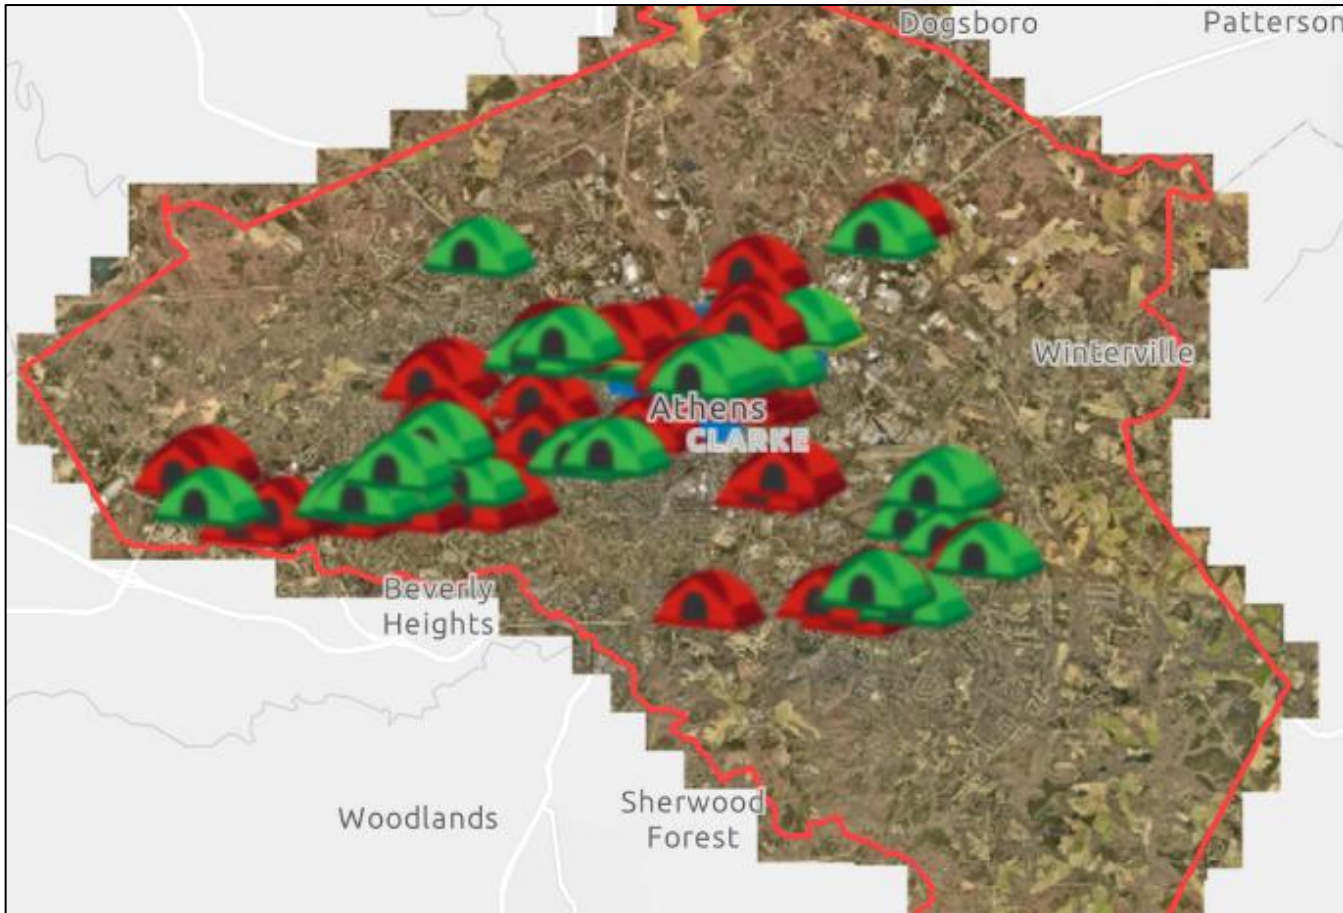 Dogsboro
Patterson
Winterville
Athens
CLARKE
Beverly
Heights
Woodlands
Sherwood
Forest